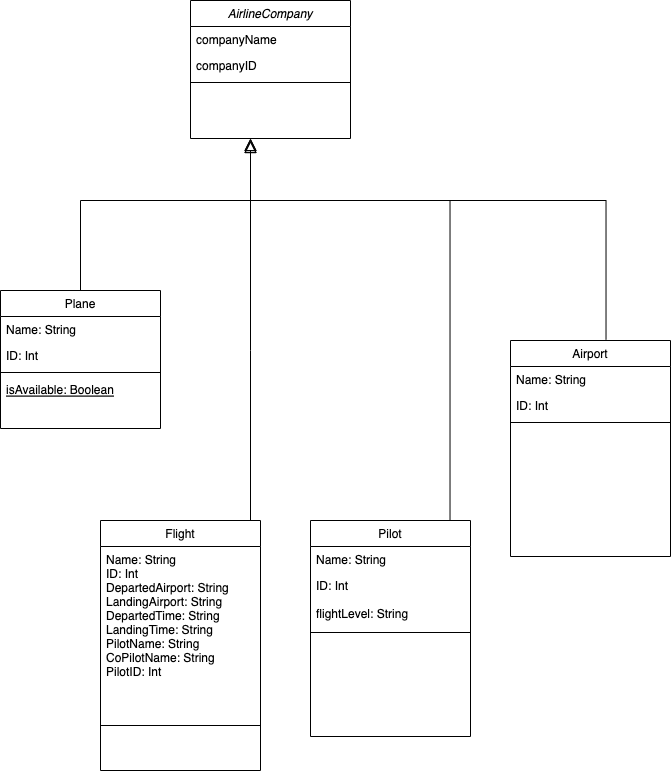 AirlineCompany
companyName
companyID
Plane
Name: String
ID: Int
isAvailable: Boolean
Airport
Name: String
ID: Int
Flight
Name: String
ID: Int
DepartedAirport: String
LandingAirport: String
DepartedTime: String
LandingTime: String
PilotName: String
CoPilotName: String
PilotID: Int
Pilot
Name: String
ID: Int
flightLevel: String